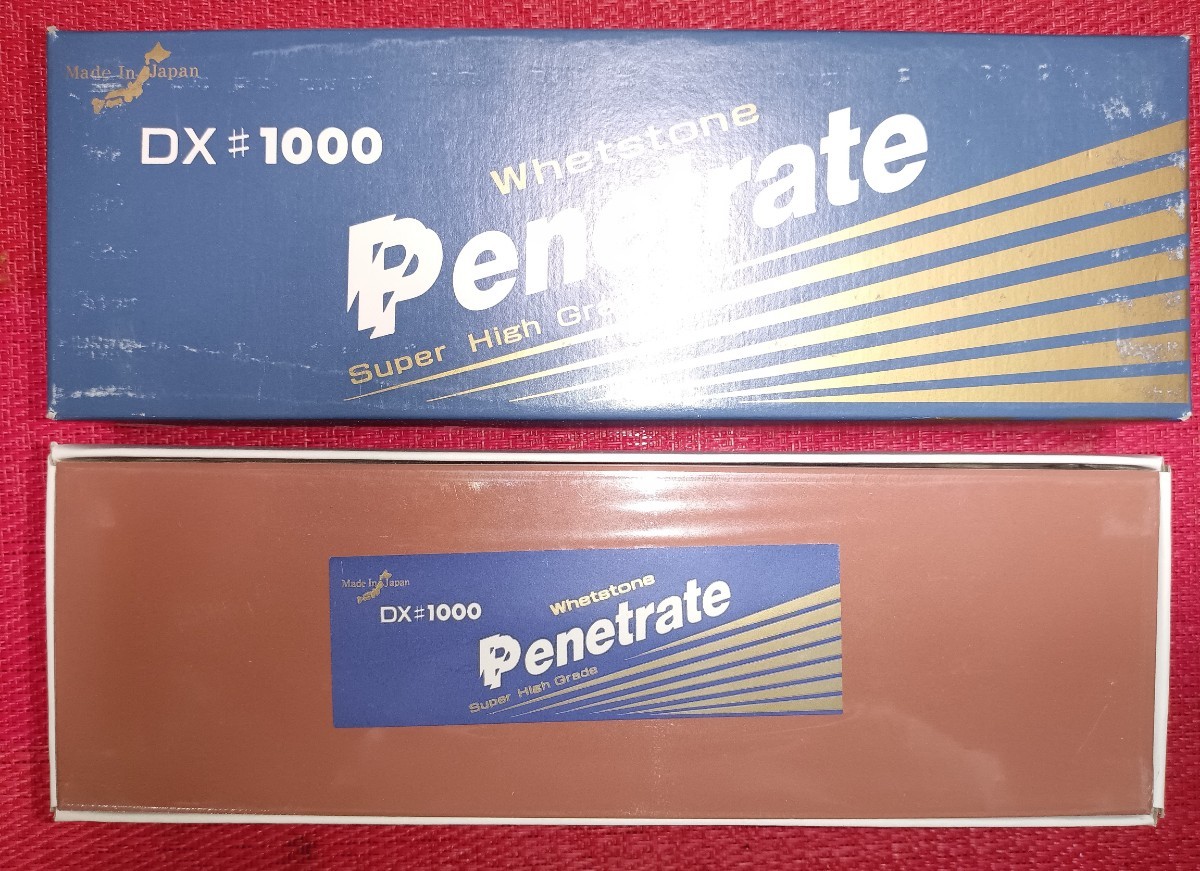 Made In Japan
DX #1000
Whetstone
Penetrate
Super High Gra
Made In Japan
DX#1000
Whetstone
Penetrate
Super High Grade